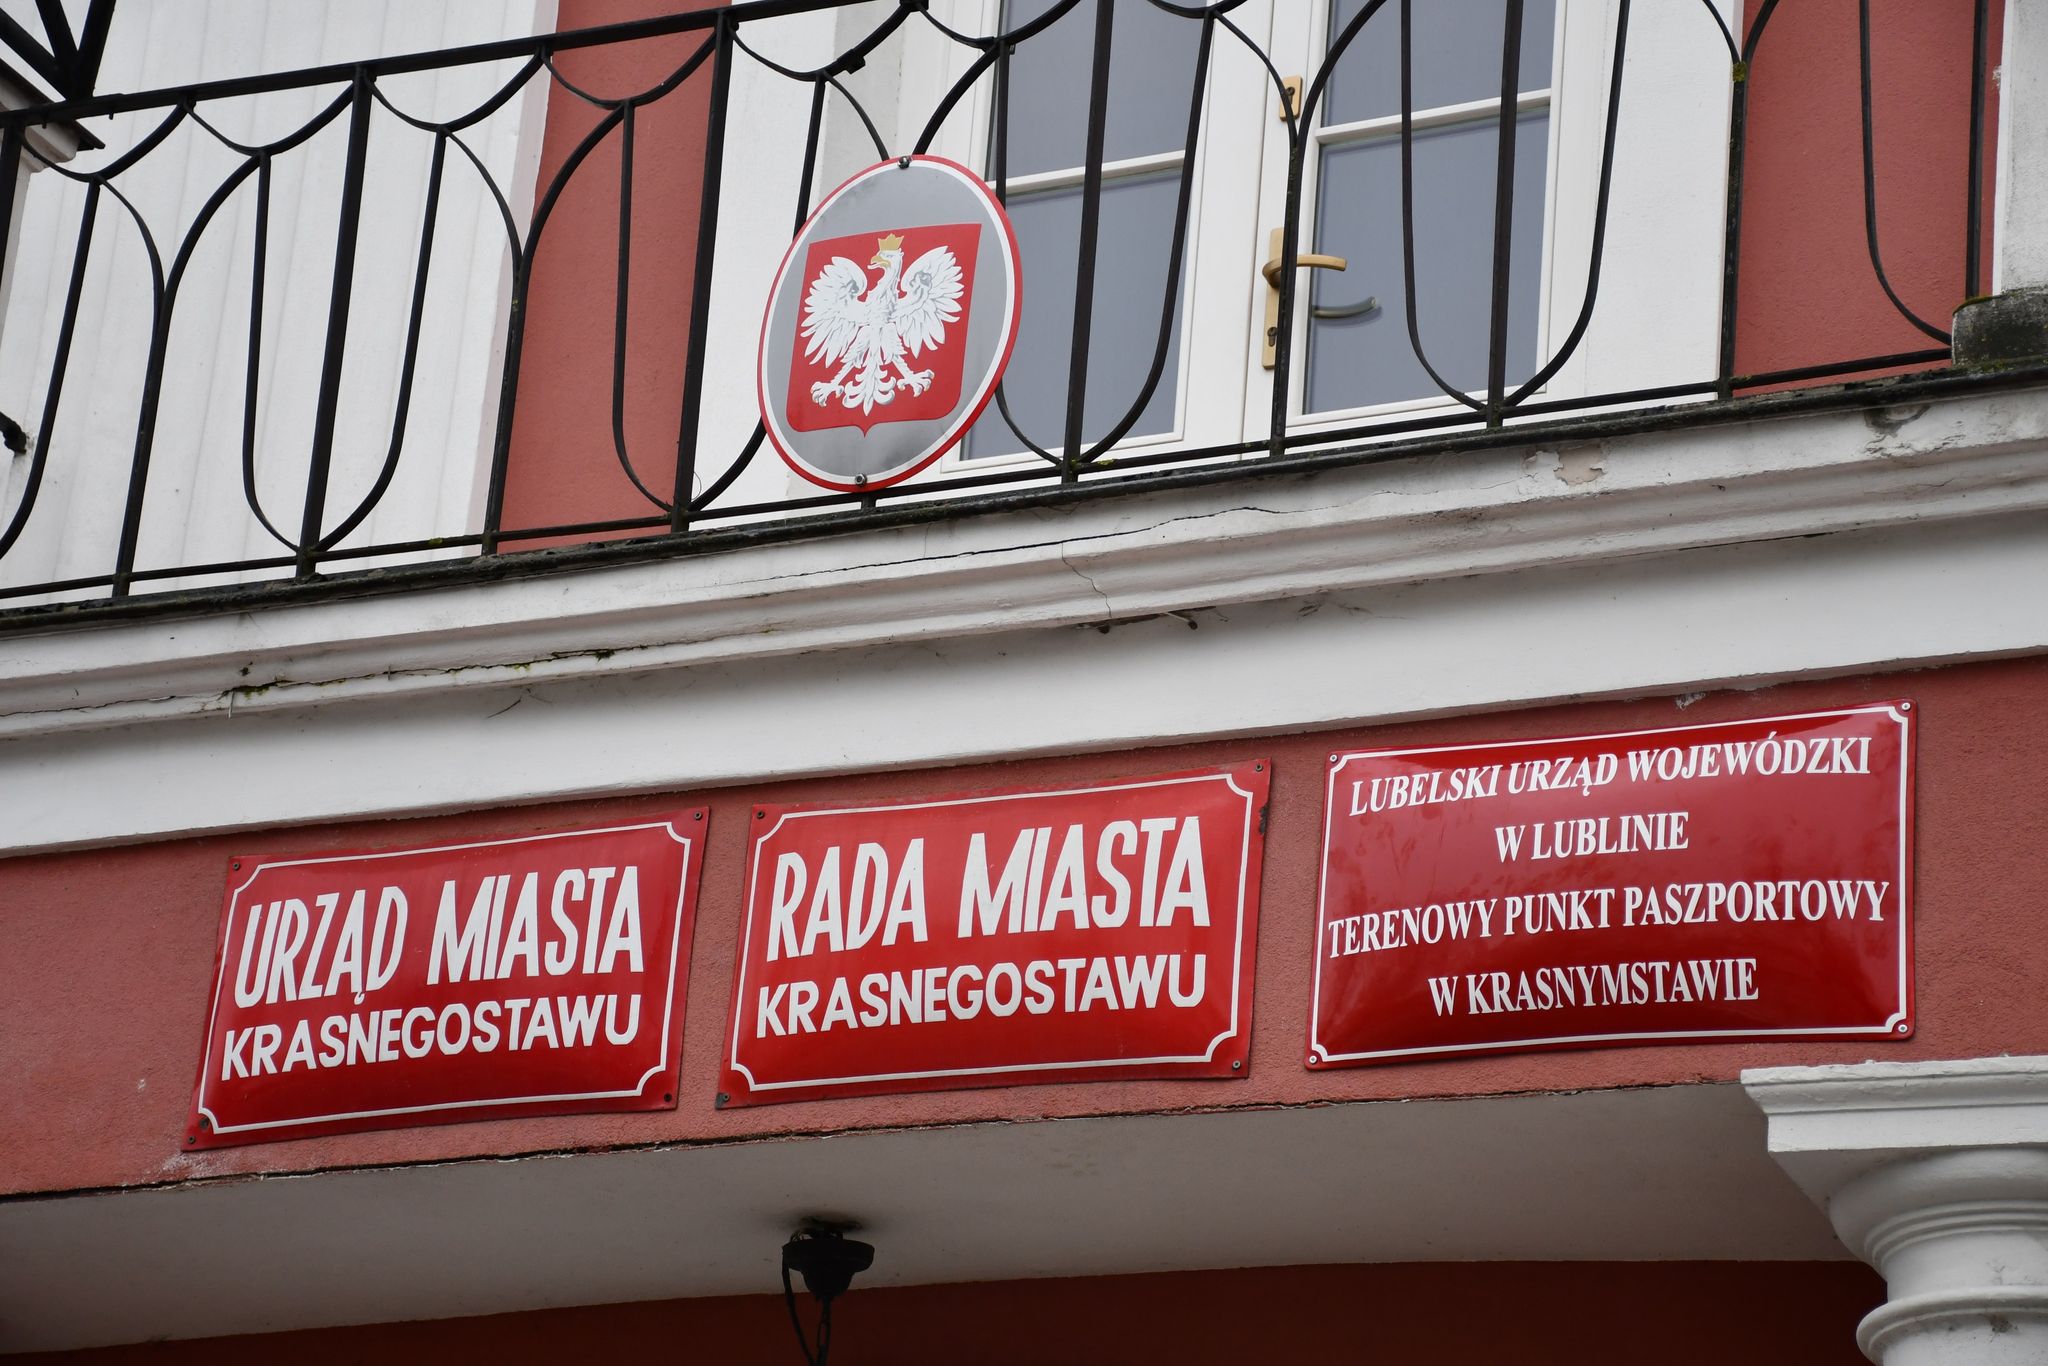 URZĄD MIASTA
KRASNEGOSTAWU
RADA MIASTA
KRASNEGOSTAWU
LUBELSKI URZĄD WOJEWÓDZKI
W LUBLINIE
TERENOWY PUNKT PASZPORTOWY
W KRASNYMSTAWIE